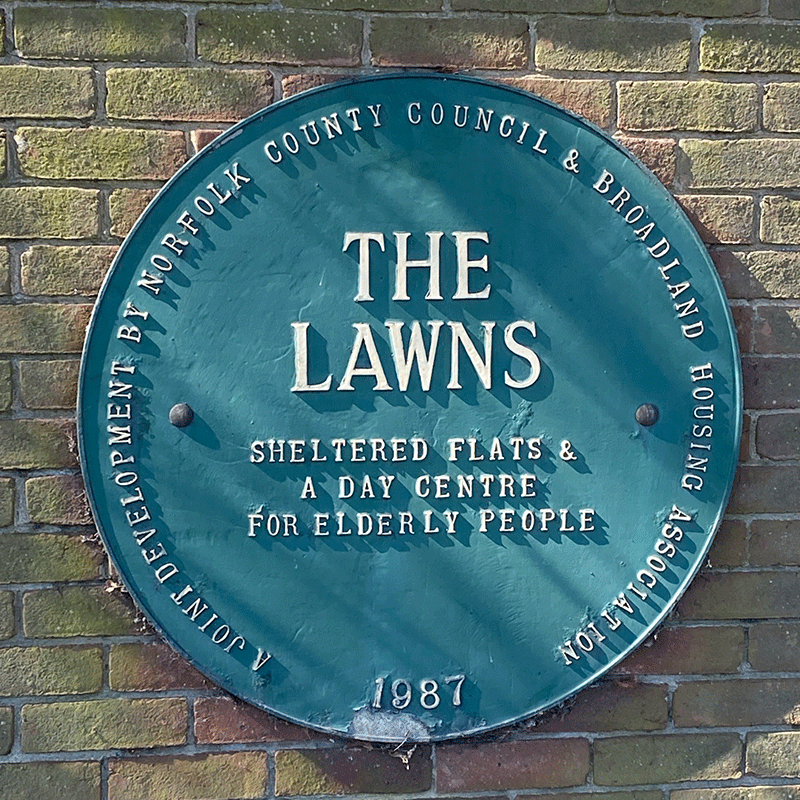 A JOINT DEVELOPMENT BY NORFOLK COUNTY COUNCIL & BROADLAND HOUSING ASSOCIATION
THE
LAWNS
SHELTERED FLATS &
A DAY CENTRE
FOR ELDERLY PEOPLE
1987